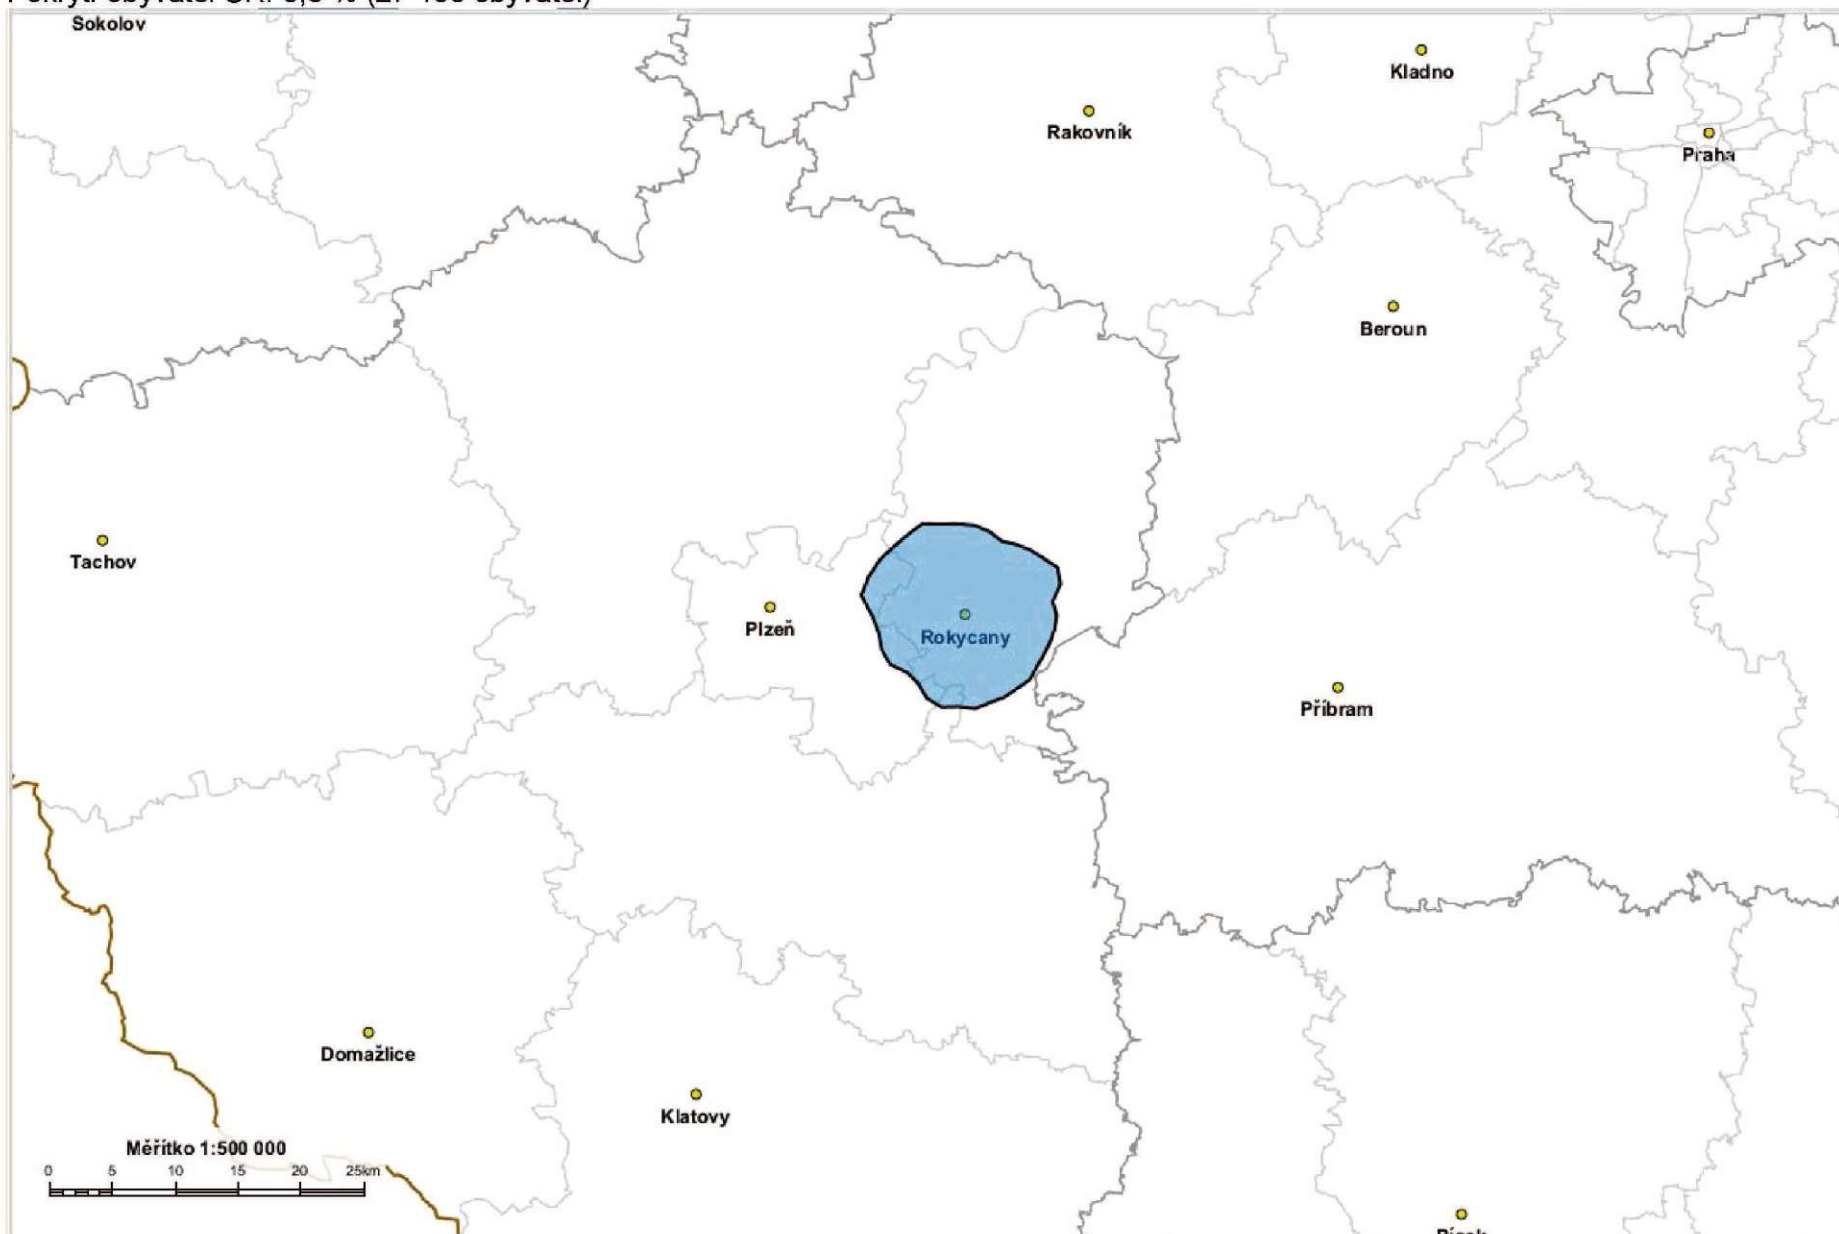 Sokolov
Kladno
Rakovník
Praha
Beroun
Tachov
Plzeň
Rokycany
Příbram
Domažlice
Klatovy
Měřítko 1:500 000
0 5 10 15 20 25km